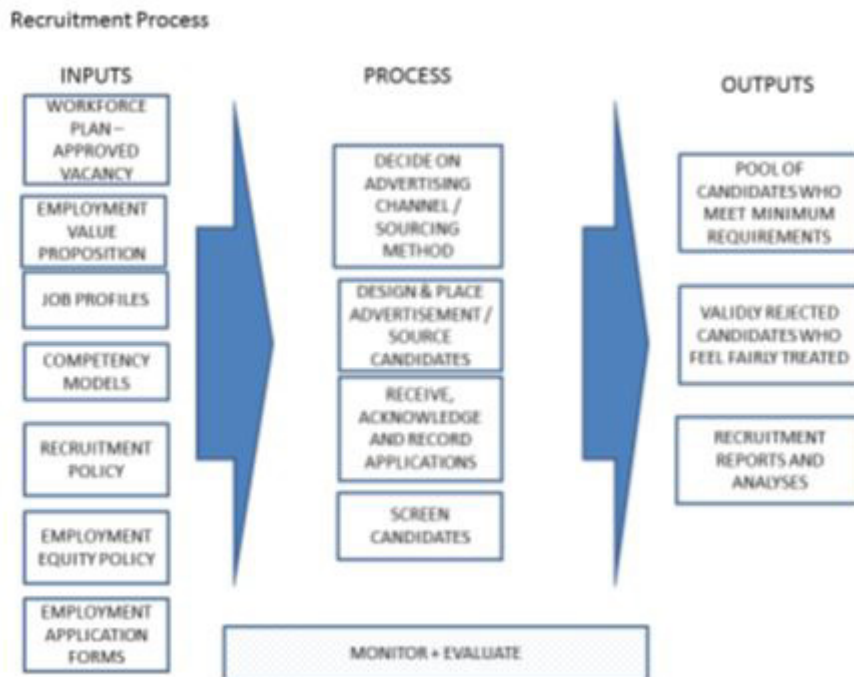 Recruitment Process
INPUTS
WORKFORCE
PLAN –
APPROVED
VACANCY
EMPLOYMENT
VALUE
PROPOSITION
JOB PROFILES
COMPETENCY
MODELS
RECRUITMENT
POLICY
EMPLOYMENT
EQUITY POLICY
EMPLOYMENT
APPLICATION
FORMS
PROCESS
DECIDE ON
ADVERTISING
CHANNEL /
SOURCING
METHOD
DESIGN & PLACE
ADVERTISEMENT /
SOURCE
CANDIDATES
RECEIVE,
ACKNOWLEDGE
AND RECORD
APPLICATIONS
SCREEN
CANDIDATES
OUTPUTS
POOL OF
CANDIDATES WHO
MEET MINIMUM
REQUIREMENTS
VALIDLY REJECTED
CANDIDATES WHO
FEEL FAIRLY TREATED
RECRUITMENT
REPORTS AND
ANALYSES
MONITOR + EVALUATE